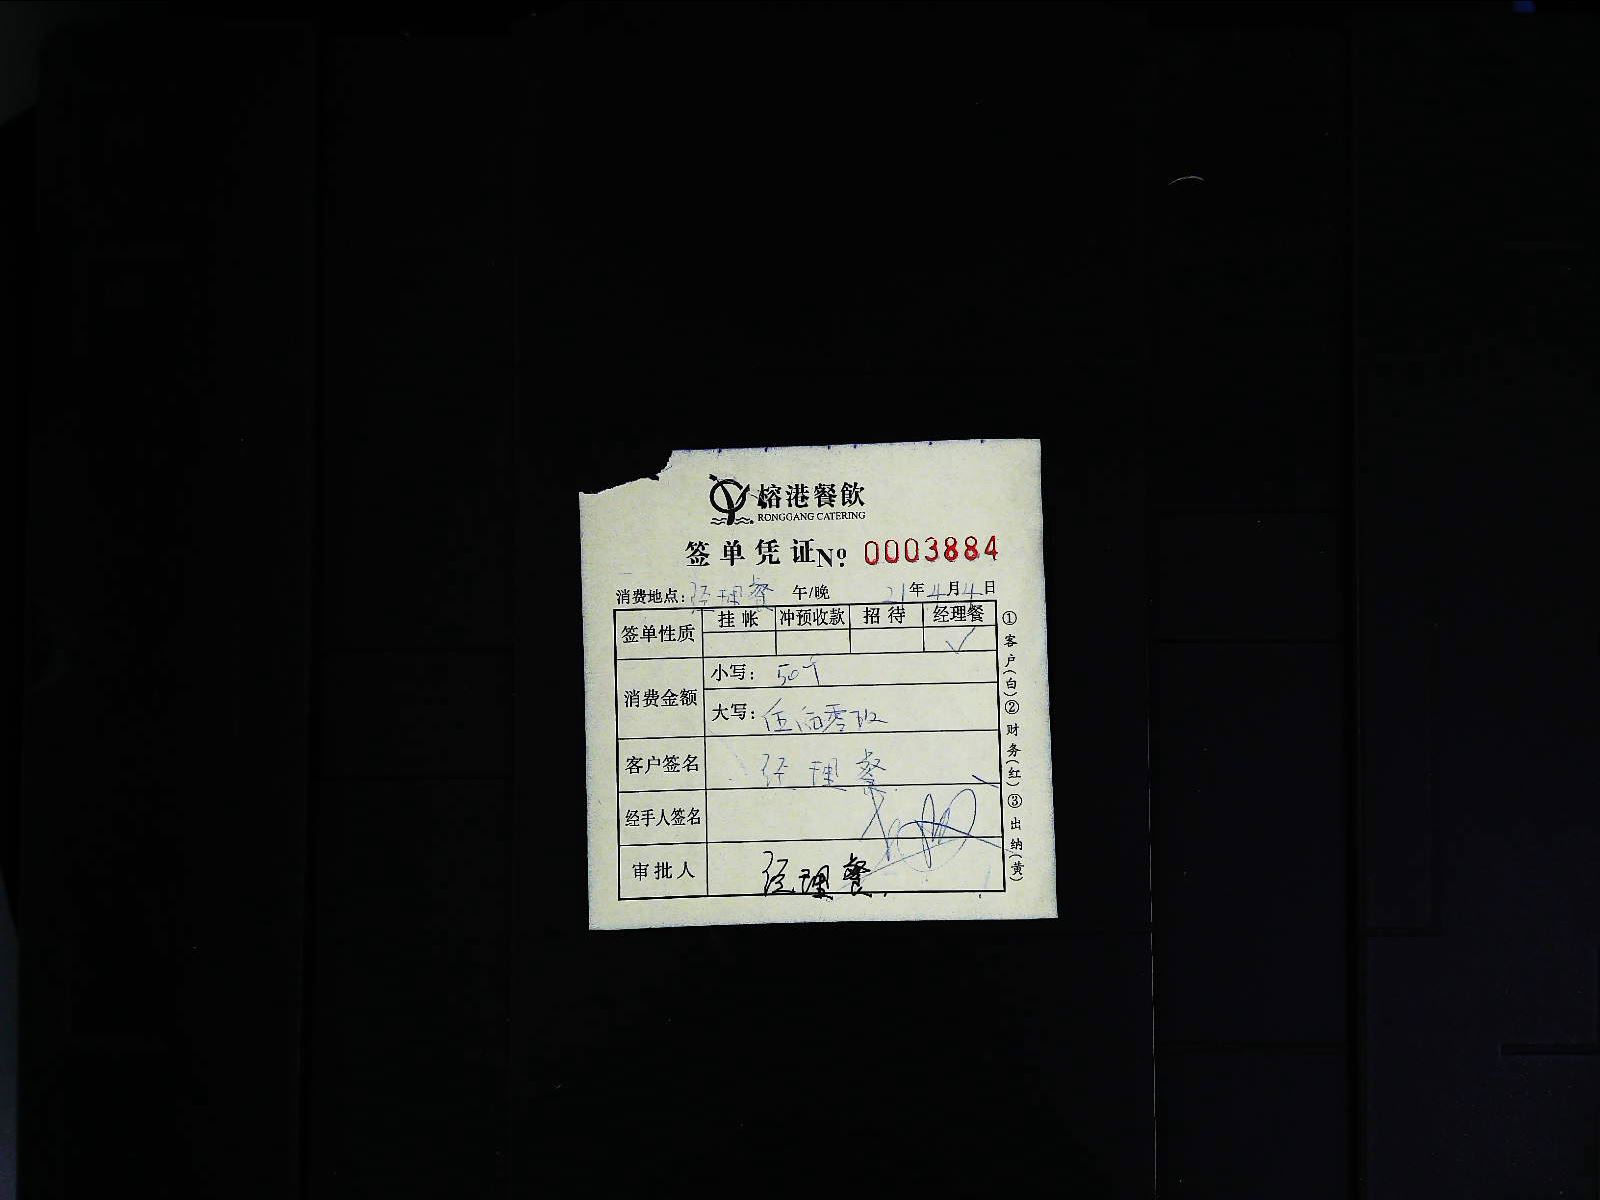 榕港餐飲
RONGGANG CATERING
签单凭证 № 0003884
消费地点: 经理餐 午/晚 21年4月4日
签单性质 挂帐 冲预收款 招待 经理餐
✓
消费金额 小写:
大写: 伍佰零
客户签名 经理餐
经手人签名
审批人 经理餐
①客户(白)②财务(红)③出纳(黄)